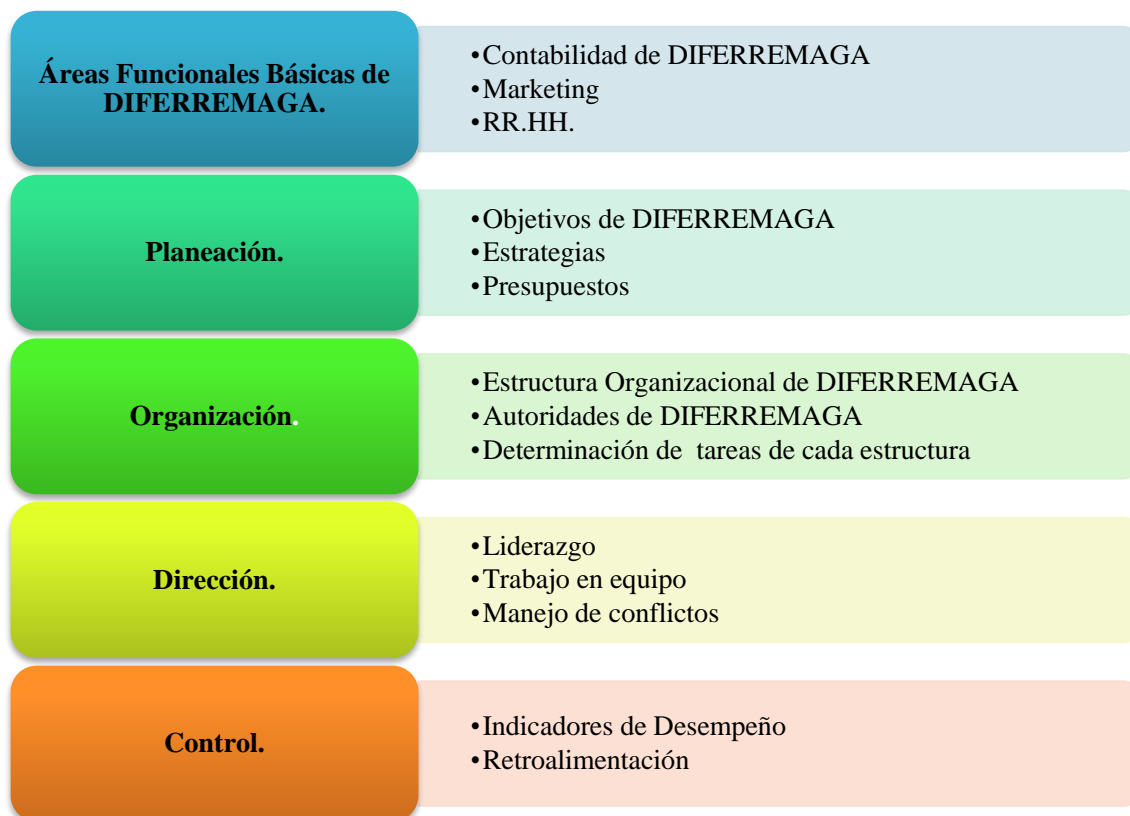 Áreas Funcionales Básicas de
DIFERREMAGA.
•Contabilidad de DIFERREMAGA
•Marketing
•RR.HH.
Planeación.
•Objetivos de DIFERREMAGA
•Estrategias
•Presupuestos
Organización.
•Estructura Organizacional de DIFERREMAGA
•Autoridades de DIFERREMAGA
•Determinación de  tareas de cada estructura
Dirección.
•Liderazgo
•Trabajo en equipo
•Manejo de conflictos
Control.
•Indicadores de Desempeño
•Retroalimentación